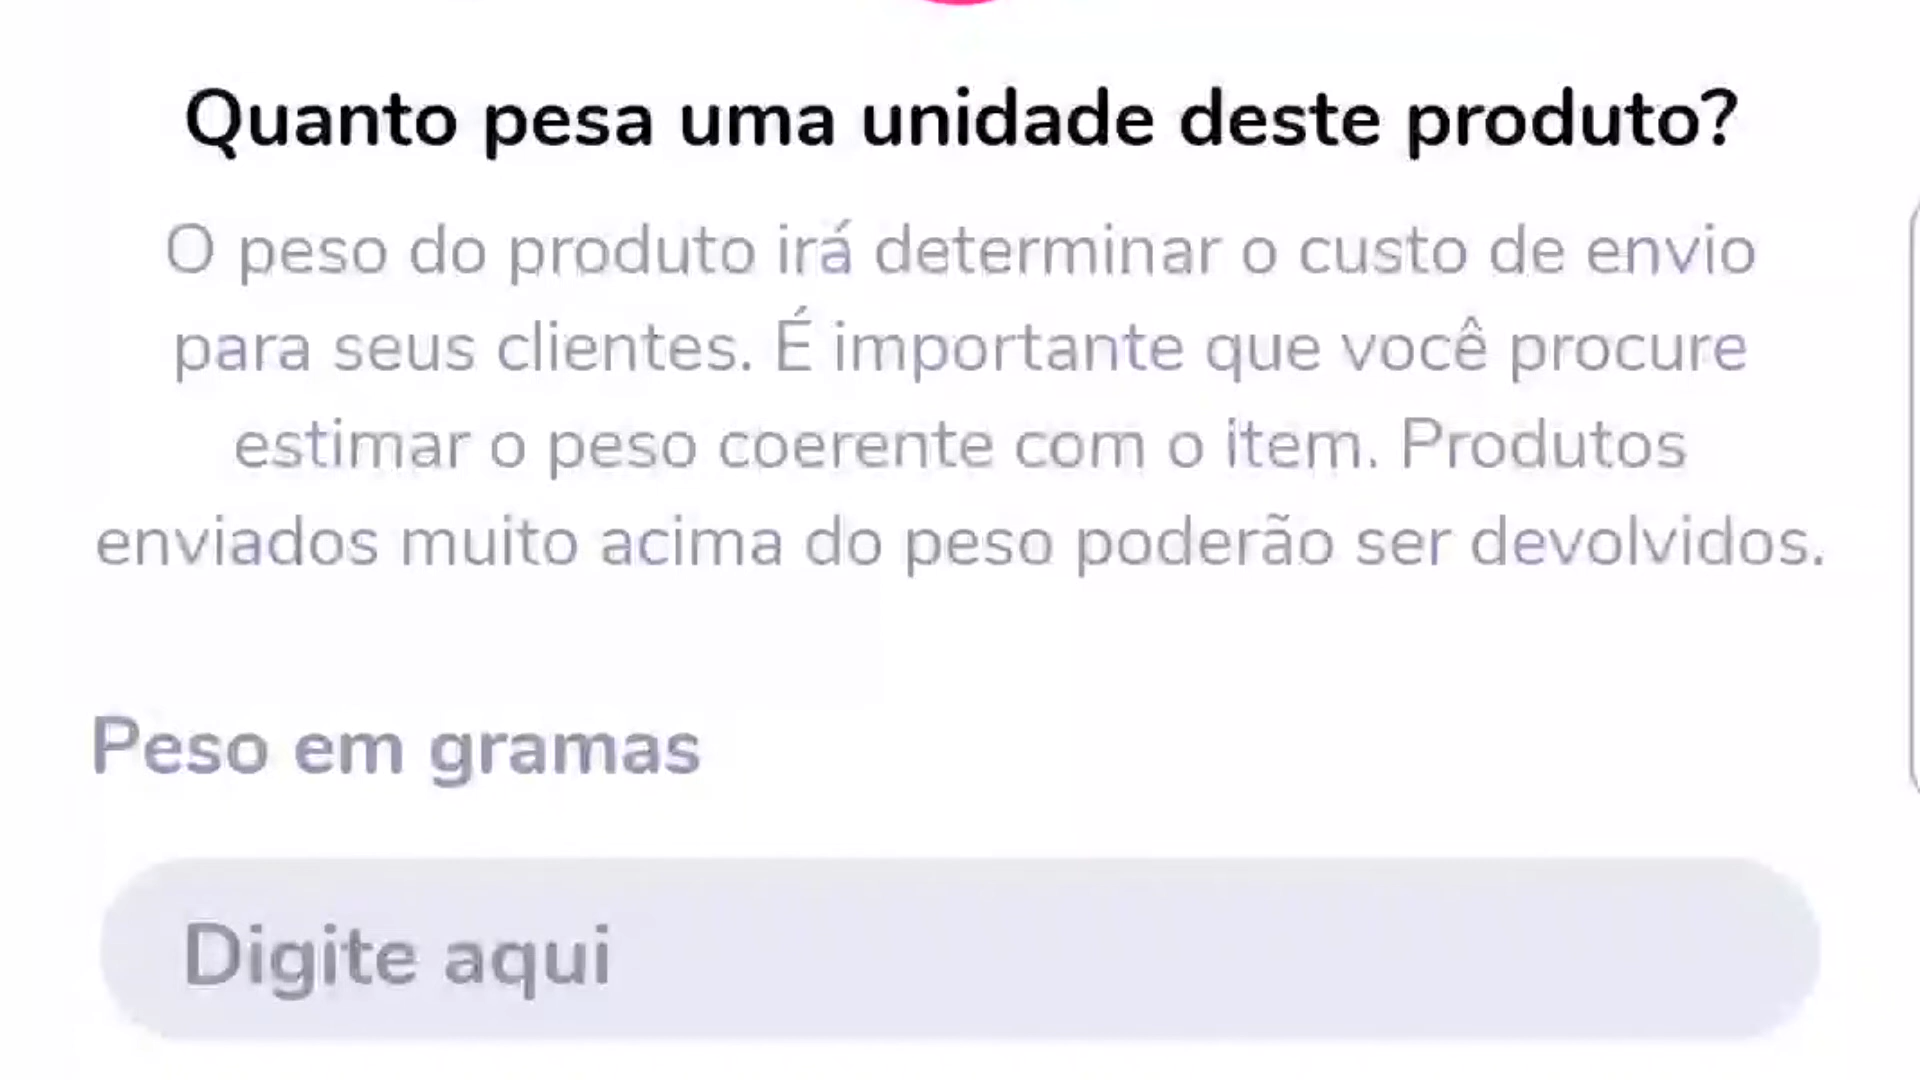 Quanto pesa uma unidade deste produto?
O peso do produto irá determinar o custo de envio
para seus clientes. É importante que você procure
estimar o peso coerente com o item. Produtos
enviados muito acima do peso poderão ser devolvidos.
Peso em gramas
Digite aqui